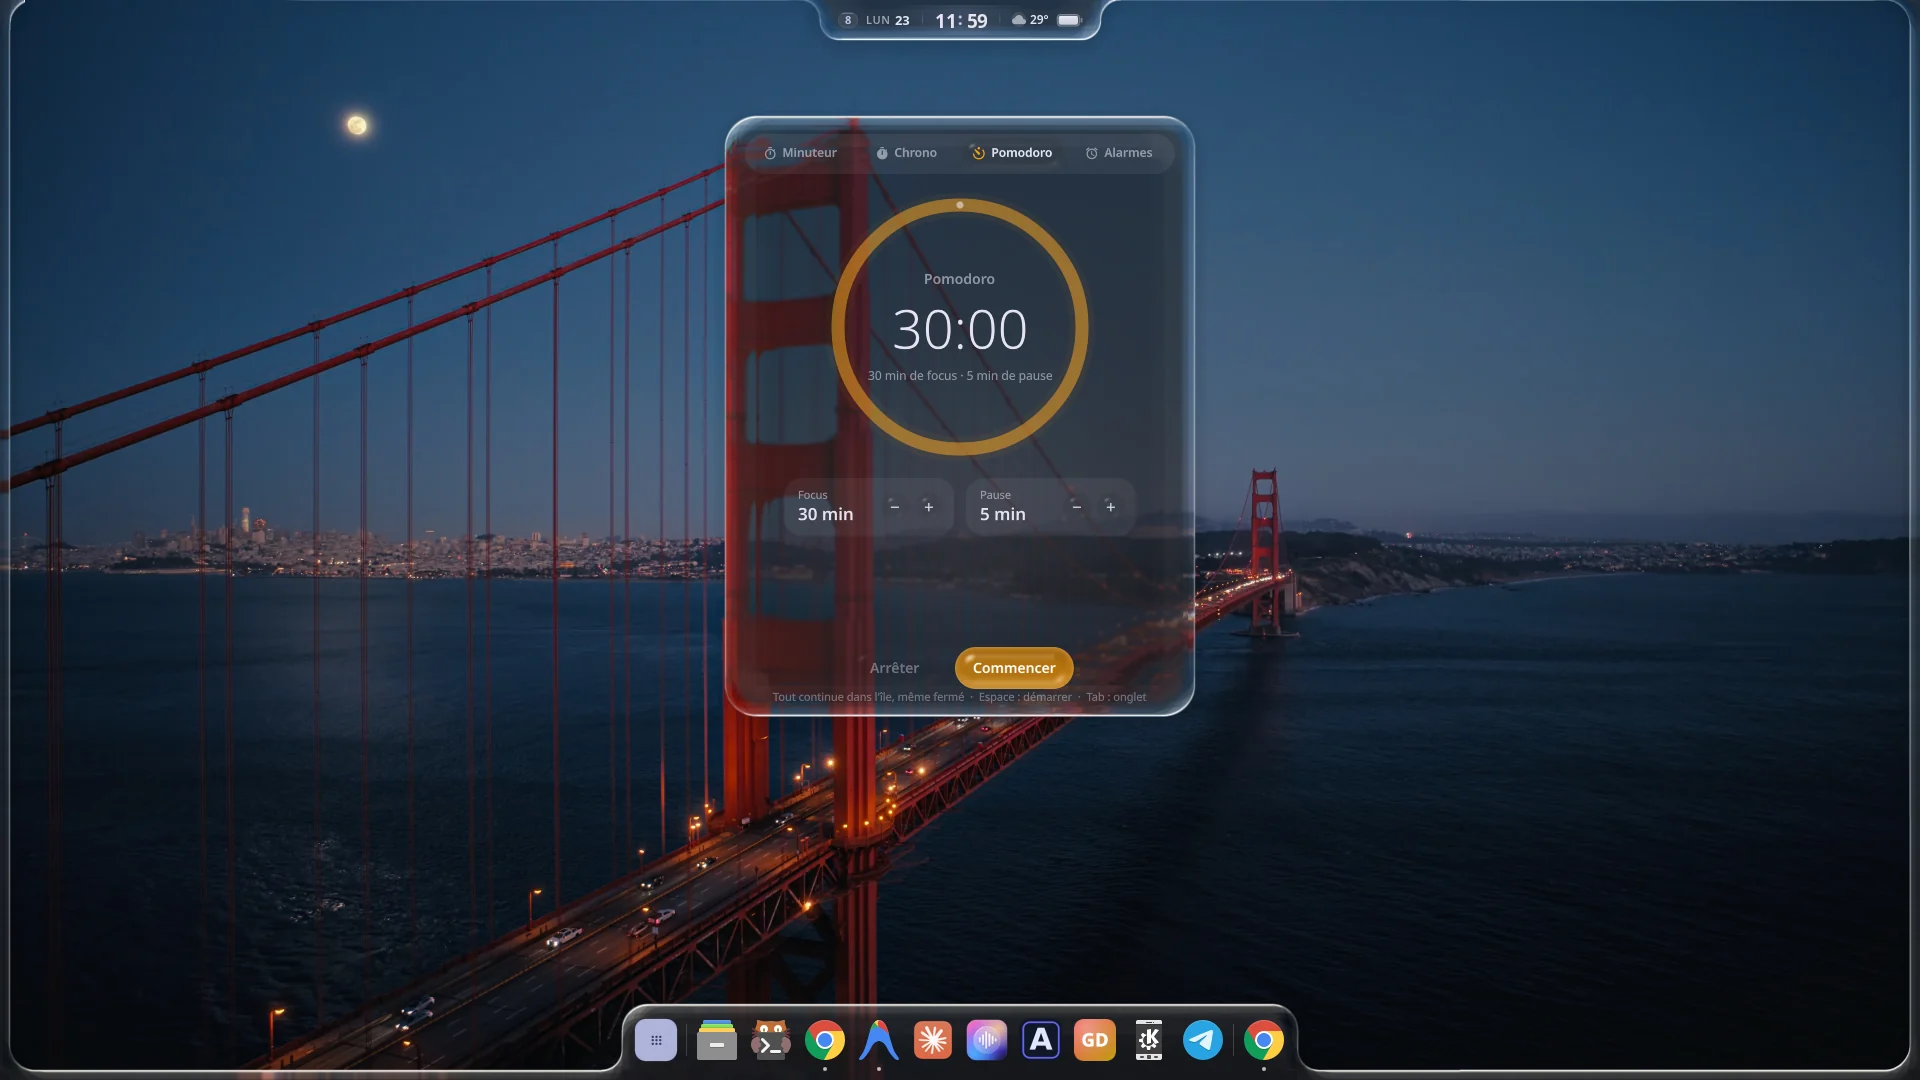 8 LUN 23 11:59 29°
Minuteur Chrono Pomodoro Alarmes
Pomodoro
30:00
30 min de focus · 5 min de pause
Focus
30 min − +
Pause
5 min − +
Arrêter Commencer
Tout continue dans l'île, même fermé · Espace : démarrer · Tab : onglet
A GD K